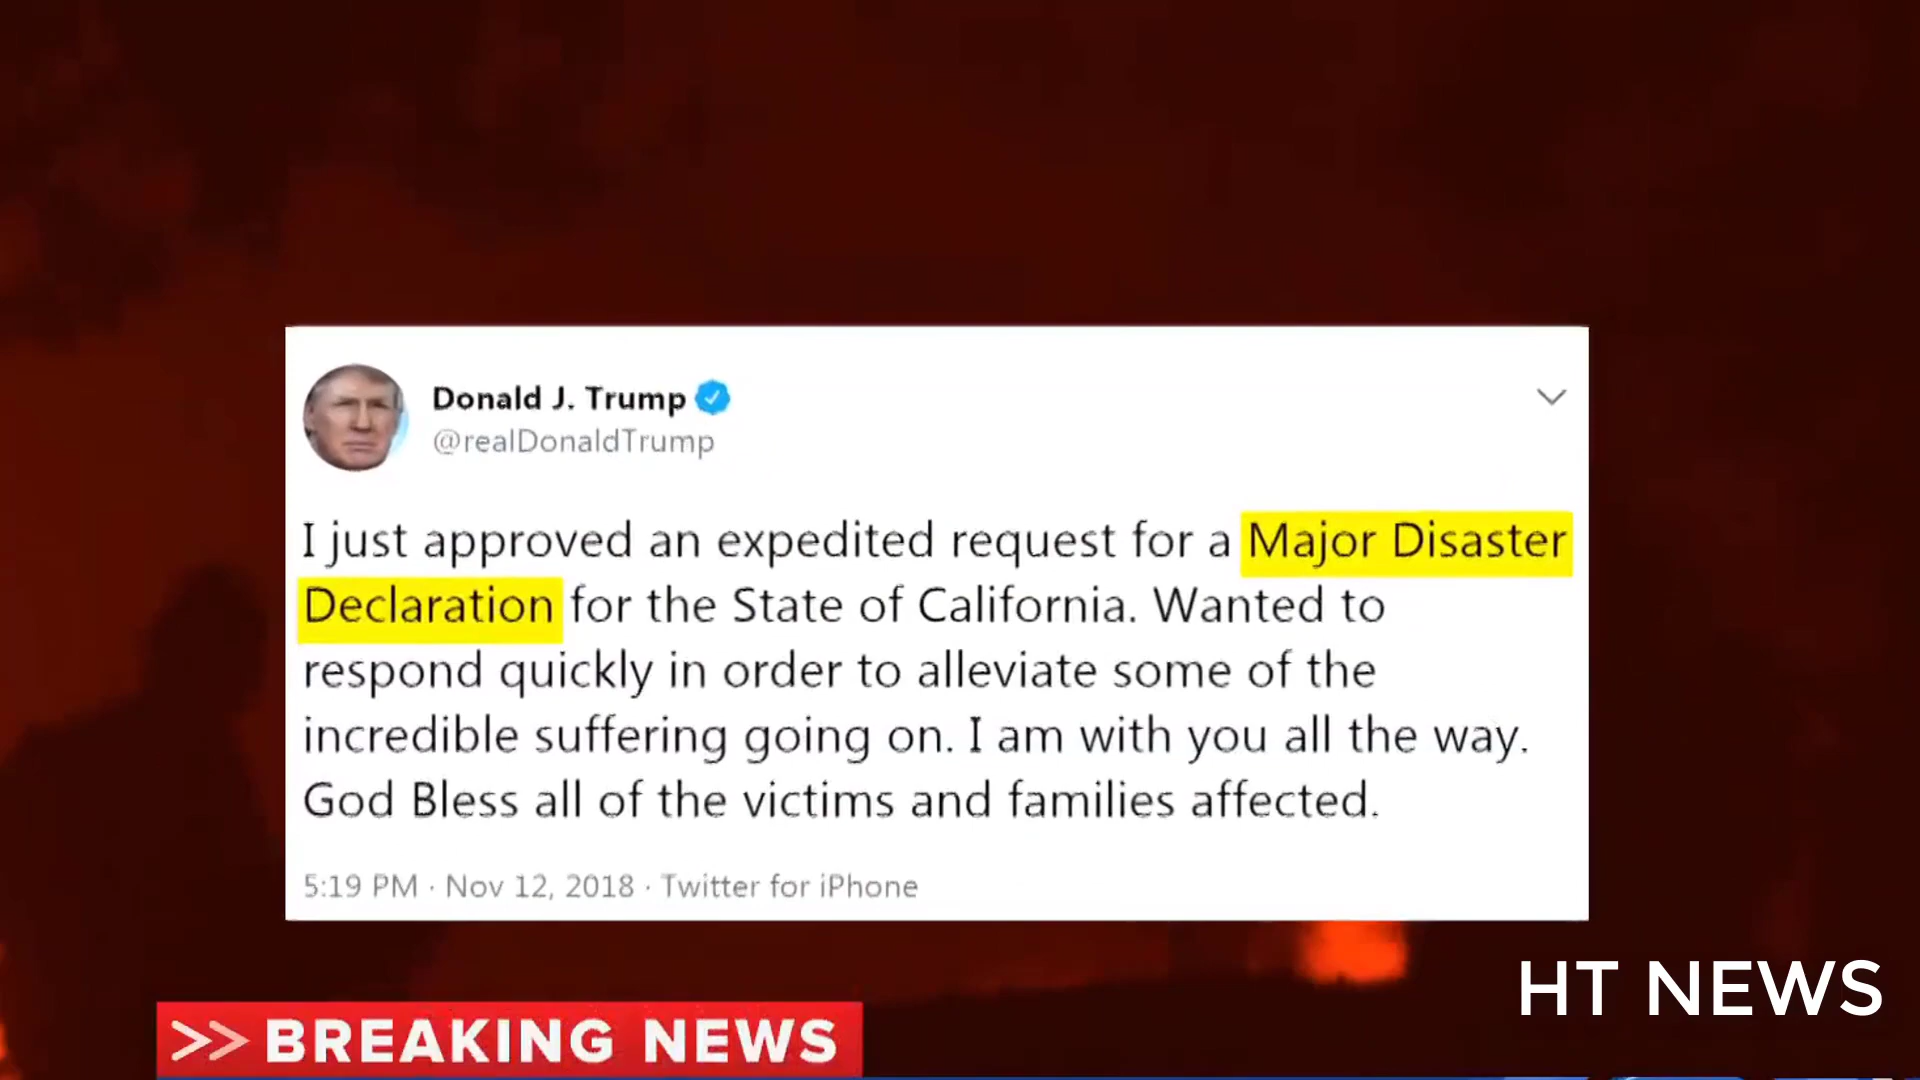 Donald J. Trump
@realDonaldTrump
I just approved an expedited request for a Major Disaster
Declaration for the State of California. Wanted to
respond quickly in order to alleviate some of the
incredible suffering going on. I am with you all the way.
God Bless all of the victims and families affected.
5:19 PM · Nov 12, 2018 · Twitter for iPhone
HT NEWS
>> BREAKING NEWS